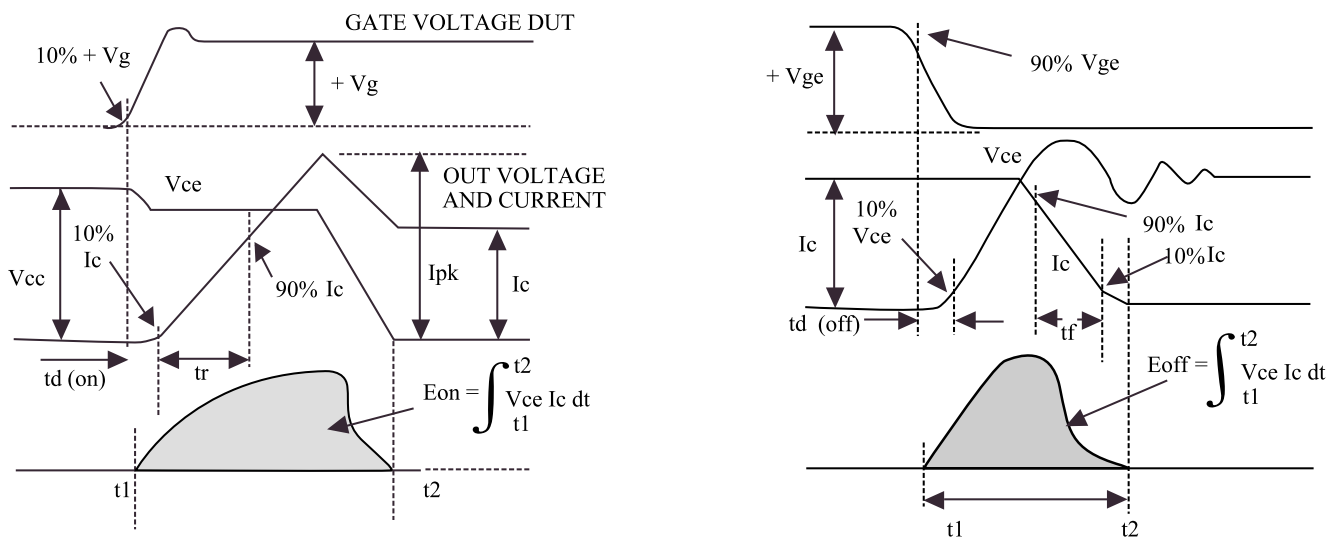 GATE VOLTAGE DUT
10% + Vg
+ Vg
Vce
OUT VOLTAGE
AND CURRENT
10%
Ic
Vcc
90% Ic
Ipk
Ic
td (on)
tr
Eon = ∫ t2 t1 Vce Ic dt
t1
t2
90% Vge
+ Vge
Vce
10%
Vce
Ic
90% Ic
Ic
10%Ic
td (off)
tf
Eoff = ∫ t2 t1 Vce Ic dt
t1
t2